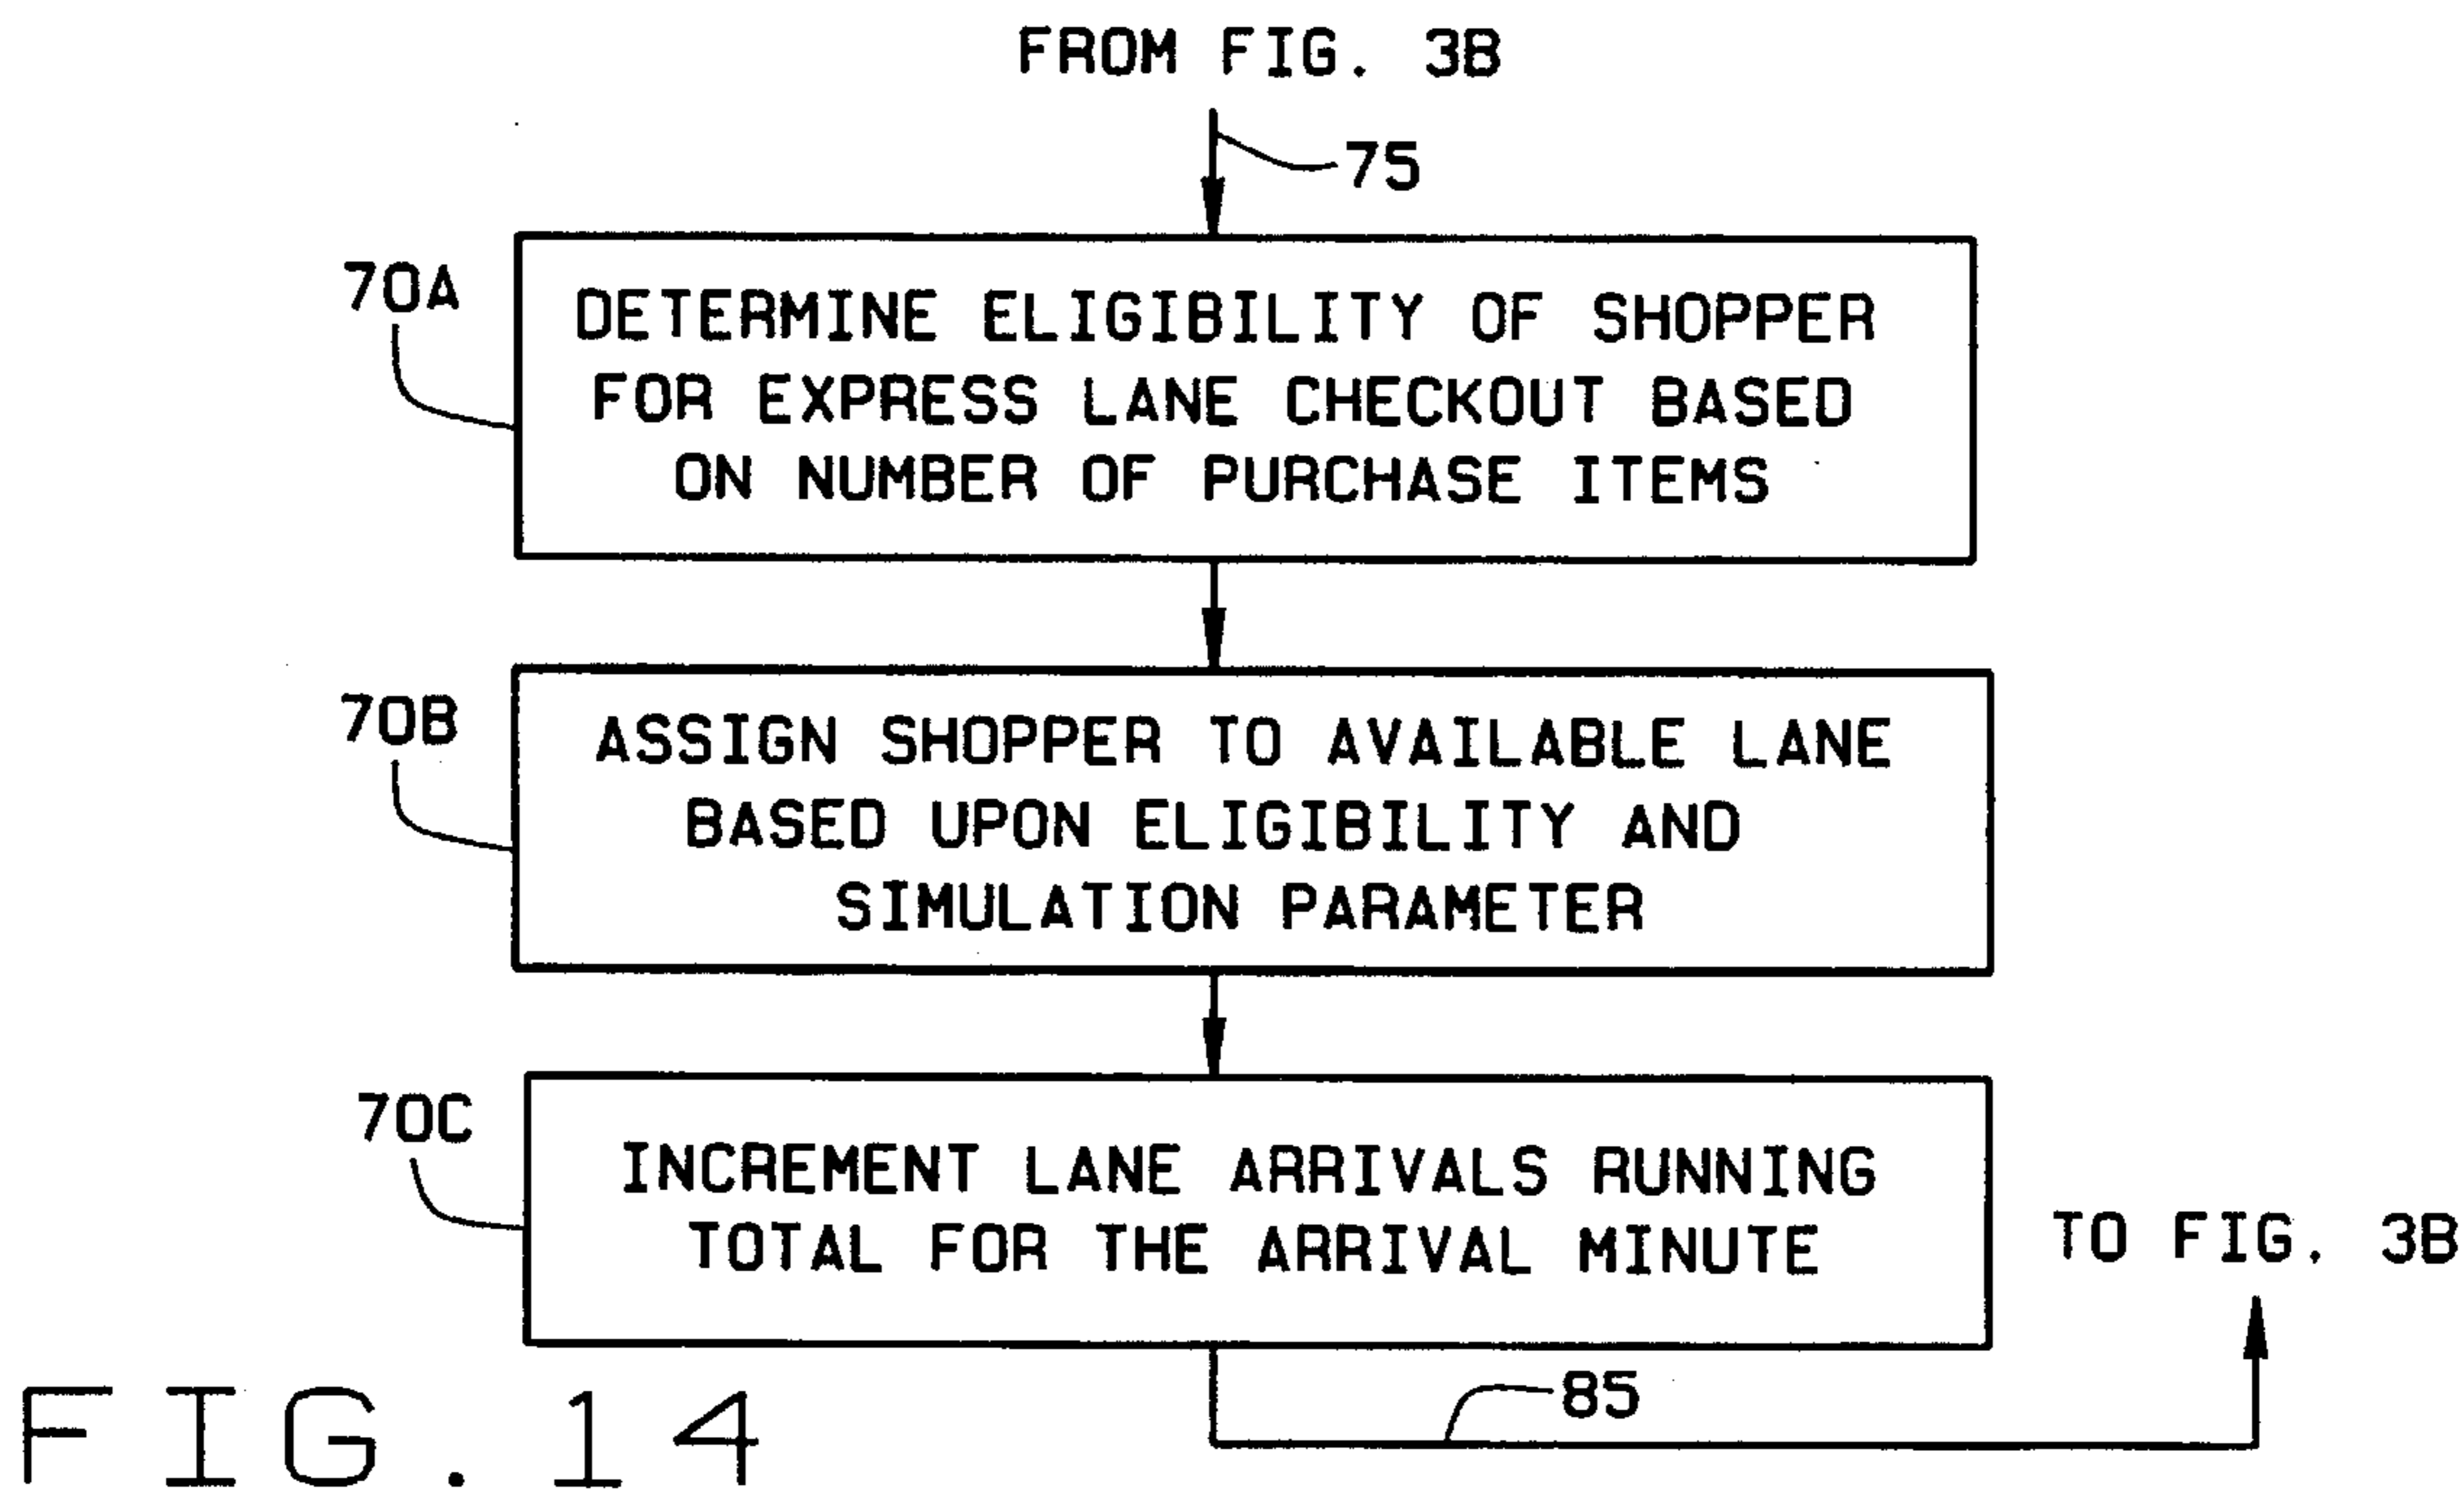 FROM FIG. 3B
75
70A
DETERMINE ELIGIBILITY OF SHOPPER
FOR EXPRESS LANE CHECKOUT BASED
ON NUMBER OF PURCHASE ITEMS
70B
ASSIGN SHOPPER TO AVAILABLE LANE
BASED UPON ELIGIBILITY AND
SIMULATION PARAMETER
70C
INCREMENT LANE ARRIVALS RUNNING
TOTAL FOR THE ARRIVAL MINUTE
TO FIG. 3B
85
FIG.14